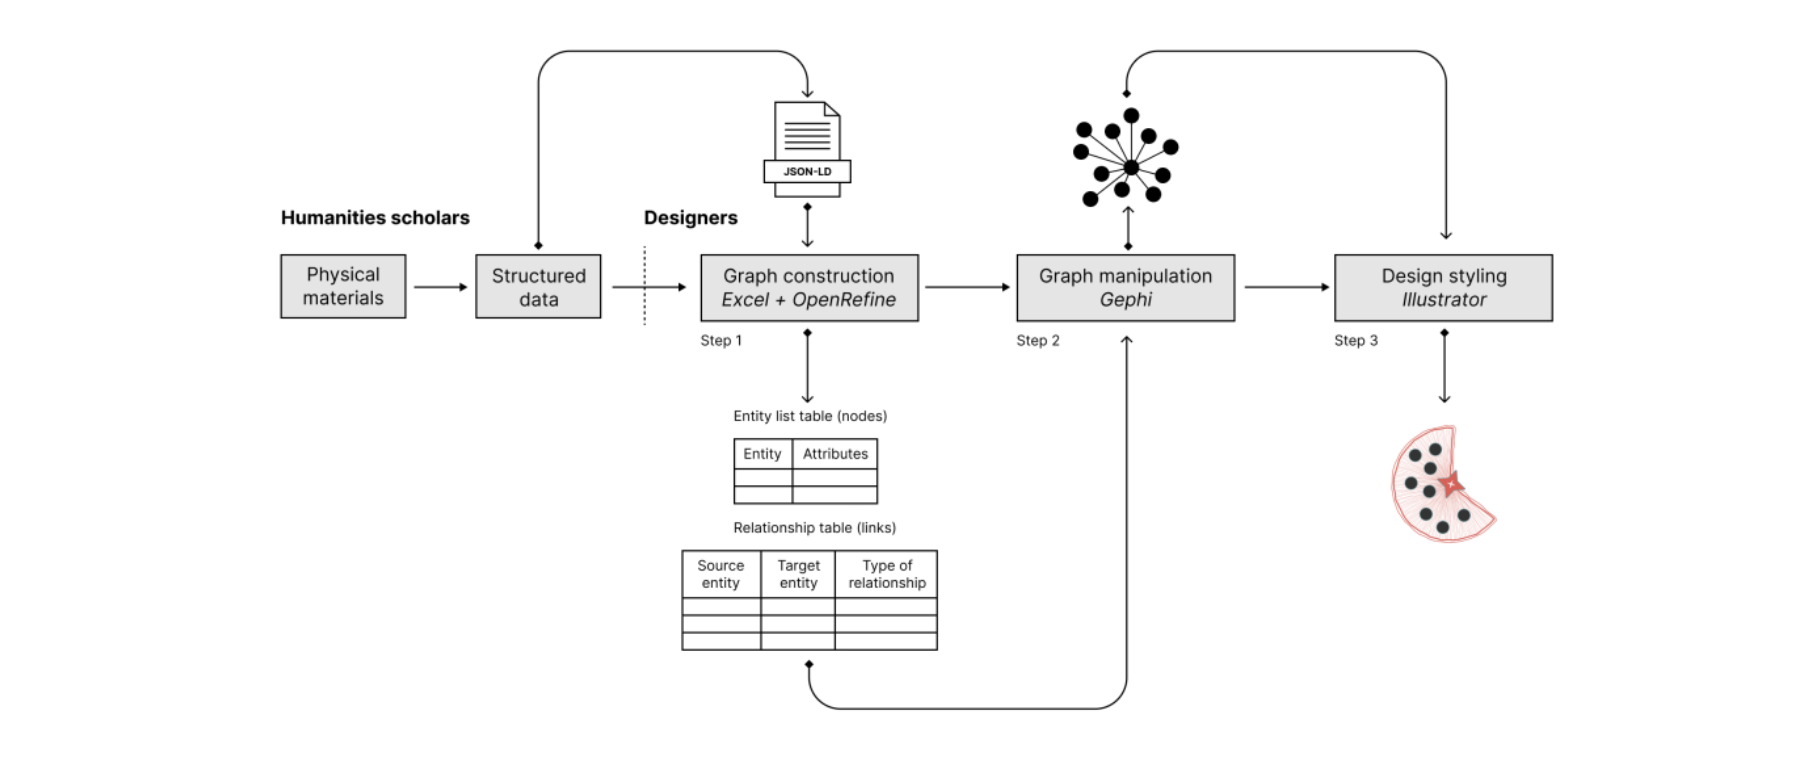 JSON-LD
Humanities scholars
Designers
Physical
materials
Structured
data
Graph construction
Excel + OpenRefine
Graph manipulation
Gephi
Design styling
Illustrator
Step 1
Step 2
Step 3
Entity list table (nodes)
Entity Attributes
Relationship table (links)
Source Target Type of
entity entity relationship